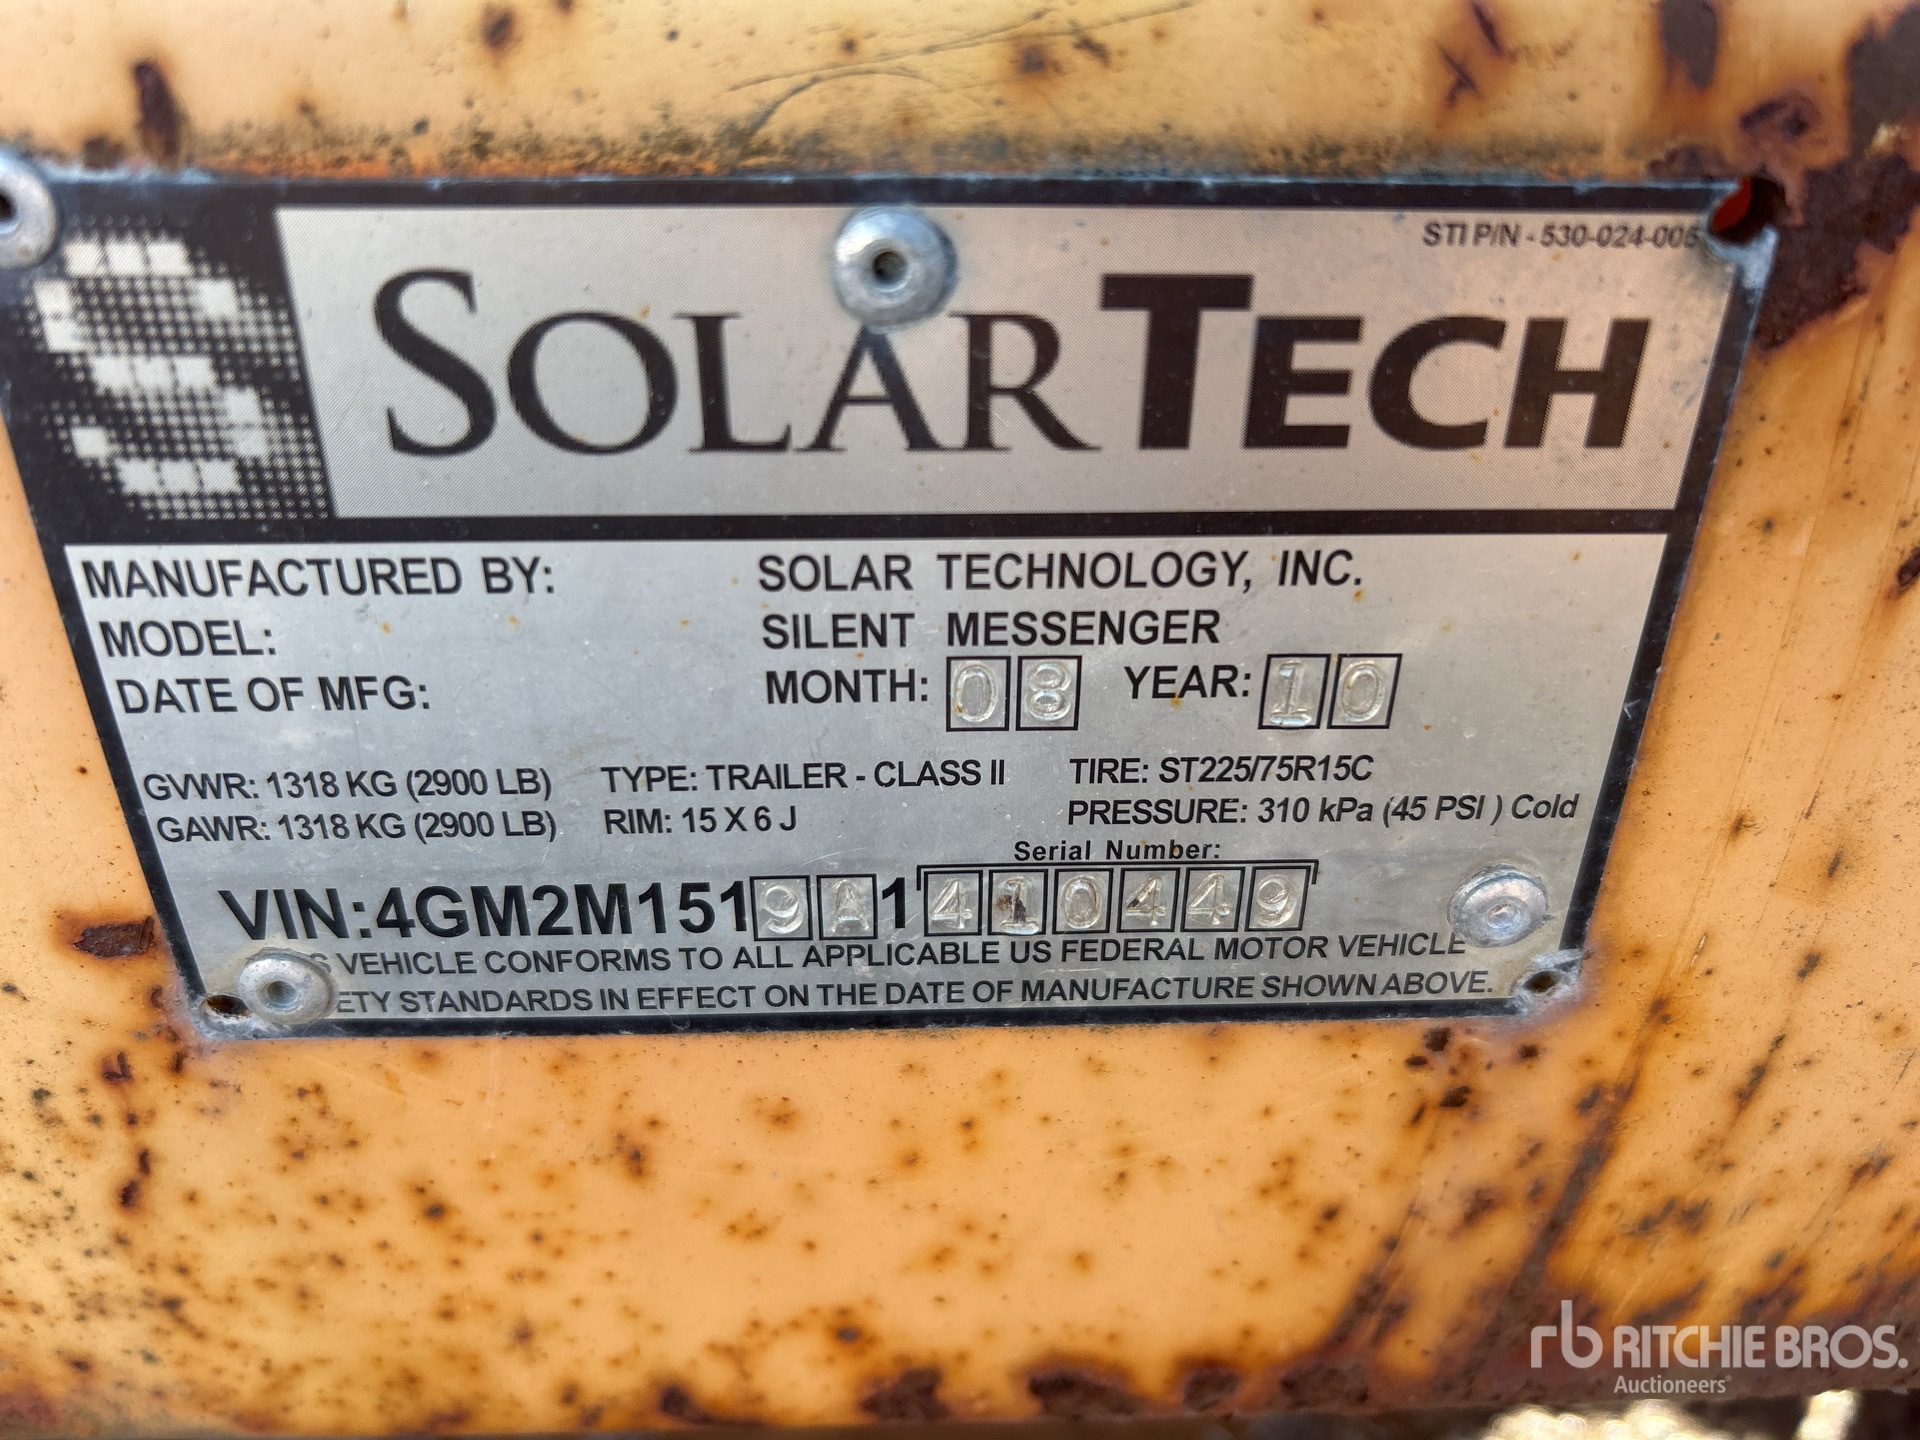 STI P/N - 530-024-005
SOLARTECH
MANUFACTURED BY: SOLAR TECHNOLOGY, INC.
MODEL: SILENT MESSENGER
DATE OF MFG: MONTH: 08 YEAR: 10
GVWR: 1318 KG (2900 LB) TYPE: TRAILER - CLASS II TIRE: ST225/75R15C
GAWR: 1318 KG (2900 LB) RIM: 15 X 6 J PRESSURE: 310 kPa (45 PSI ) Cold
Serial Number:
VIN:4GM2M1519A1410449
VEHICLE CONFORMS TO ALL APPLICABLE US FEDERAL MOTOR VEHICLE
STANDARDS IN EFFECT ON THE DATE OF MANUFACTURE SHOWN ABOVE.
rb RITCHIE BROS.
Auctioneers